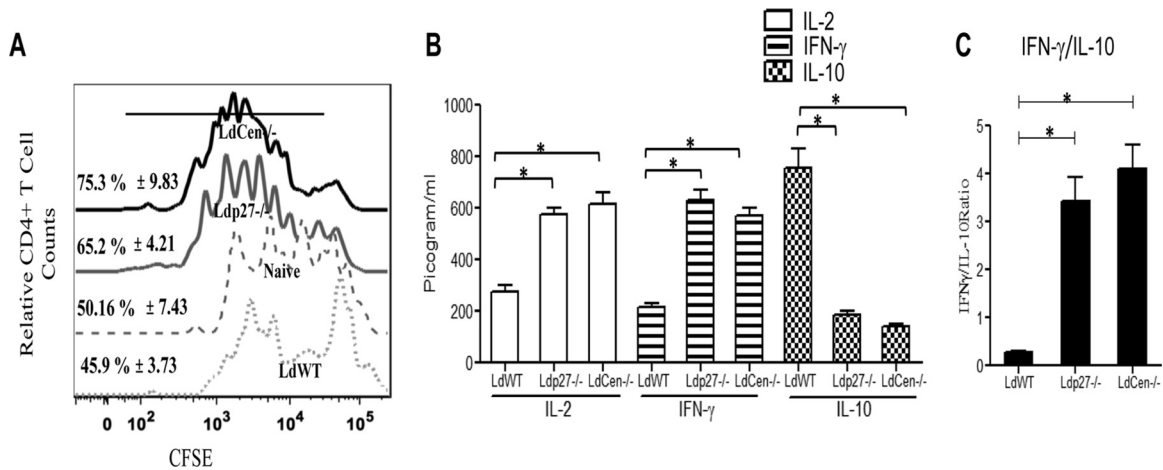 A
Relative CD4+ T Cell
Counts
LdCen-/-
75.3 % ± 9.83
Ldp27-/-
65.2 % ± 4.21
Naive
50.16 % ± 7.43
LdWT
45.9 % ± 3.73
0 10² 10³ 10⁴ 10⁵
CFSE
B
IL-2
IFN-γ
IL-10
Picogram/ml
1000
800
600
400
200
0
* * * * * *
LdWT Ldp27-/- LdCen-/- LdWT Ldp27-/- LdCen-/- LdWT Ldp27-/- LdCen-/-
IL-2 IFN-γ IL-10
C
IFN-γ/IL-10
IFNγ/IL-10Ratio
5
4
3
2
1
0
*
*
LdWT Ldp27-/- LdCen-/-